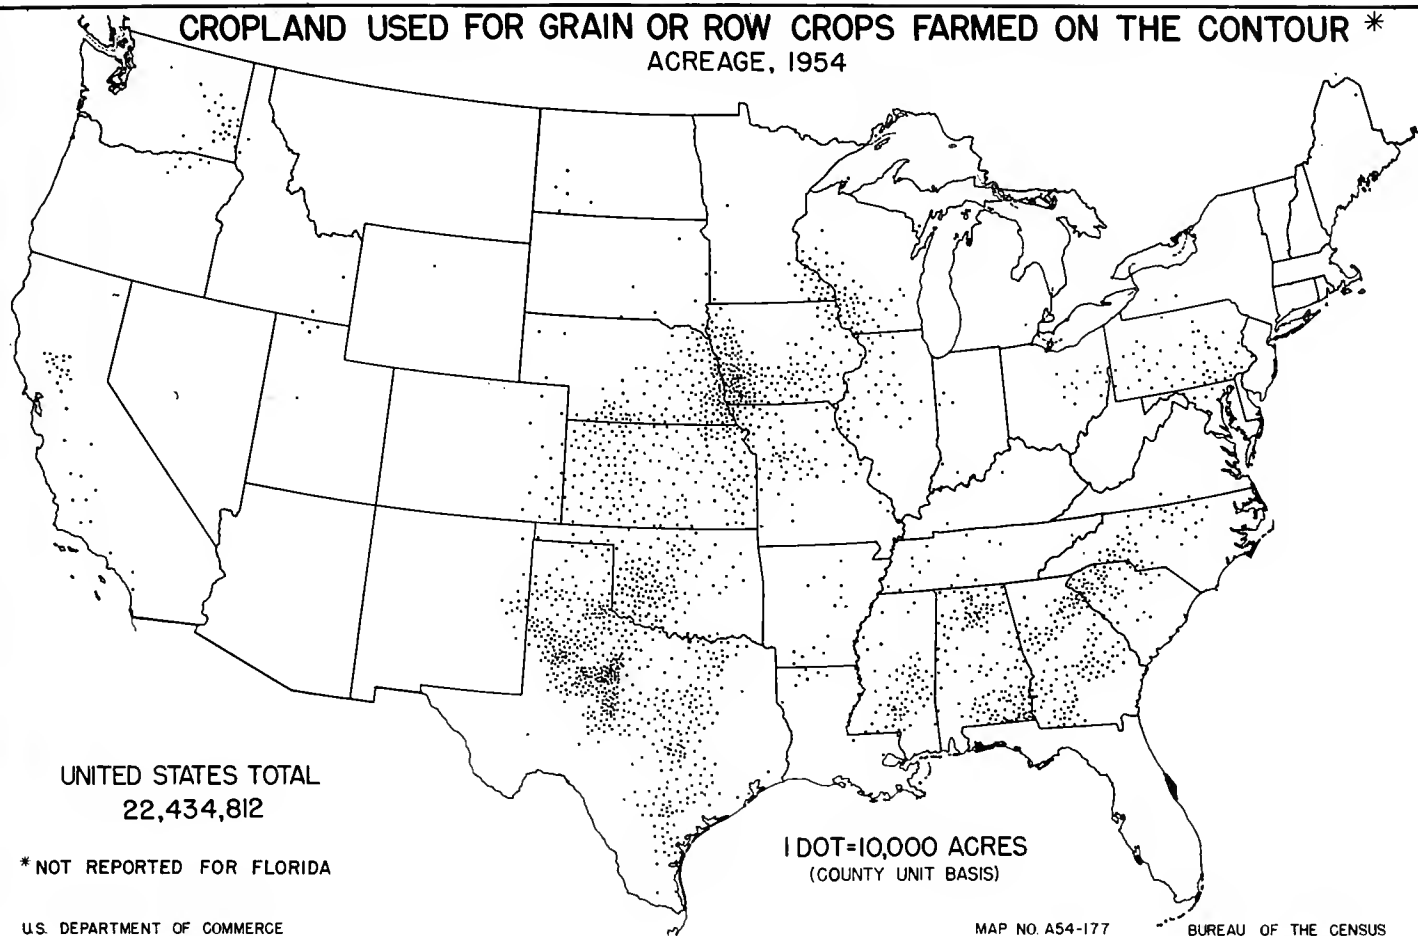 CROPLAND USED FOR GRAIN OR ROW CROPS FARMED ON THE CONTOUR *
ACREAGE, 1954
UNITED STATES TOTAL
22,434,812
* NOT REPORTED FOR FLORIDA
1 DOT=10,000 ACRES
(COUNTY UNIT BASIS)
U.S. DEPARTMENT OF COMMERCE
MAP NO. A54-177
BUREAU OF THE CENSUS